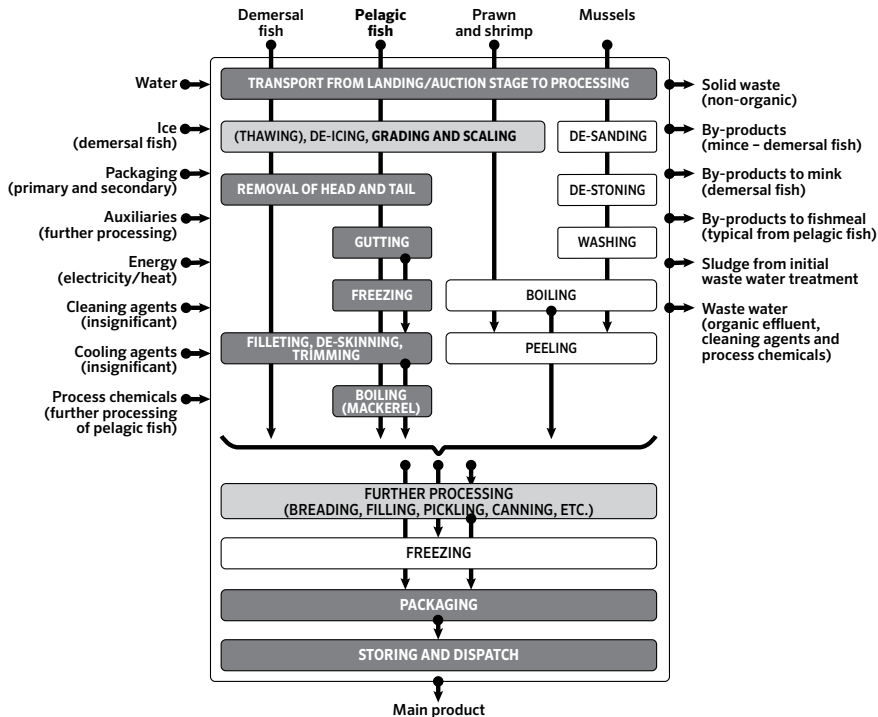 Demersal
fish
Pelagic
fish
Prawn
and shrimp
Mussels
Water
Ice
(demersal fish)
Packaging
(primary and secondary)
Auxiliaries
(further processing)
Energy
(electricity/heat)
Cleaning agents
(insignificant)
Cooling agents
(insignificant)
Process chemicals
(further processing
of pelagic fish)
TRANSPORT FROM LANDING/AUCTION STAGE TO PROCESSING
(THAWING), DE-ICING, GRADING AND SCALING
DE-SANDING
REMOVAL OF HEAD AND TAIL
DE-STONING
GUTTING
WASHING
FREEZING
BOILING
FILLETING, DE-SKINNING,
TRIMMING
PEELING
BOILING
(MACKEREL)
FURTHER PROCESSING
(BREADING, FILLING, PICKLING, CANNING, ETC.)
FREEZING
PACKAGING
STORING AND DISPATCH
Solid waste
(non-organic)
By-products
(mince – demersal fish)
By-products to mink
(demersal fish)
By-products to fishmeal
(typical from pelagic fish)
Sludge from initial
waste water treatment
Waste water
(organic effluent,
cleaning agents and
process chemicals)
Main product